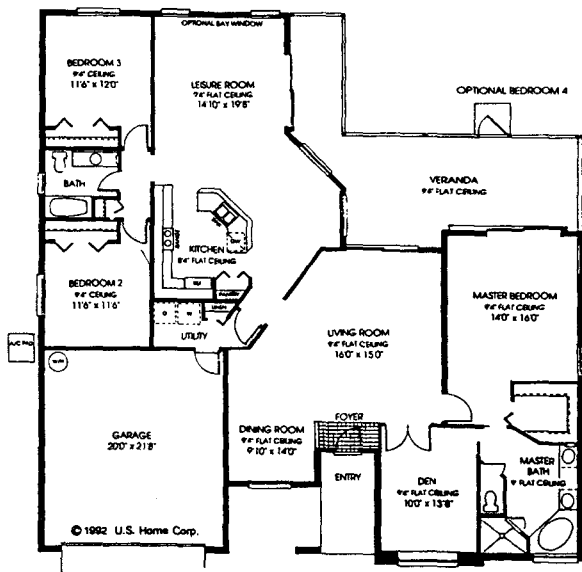 OPTIONAL BAY WINDOW
BEDROOM 3
9'4" CEILING
11'6" x 12'0"
LEISURE ROOM
9'4" FLAT CEILING
14'10" x 19'8"
OPTIONAL BEDROOM 4
BATH
VERANDA
9'4" FLAT CEILING
RANGE
DW
KITCHEN
8'4" FLAT CEILING
PANTRY
BEDROOM 2
9'4" CEILING
11'6" x 11'6"
LINEN
D
W
UTILITY
A/C PAD
W/H
MASTER BEDROOM
9'4" FLAT CEILING
14'0" x 16'0"
LIVING ROOM
9'4" FLAT CEILING
16'0" x 15'0"
GARAGE
20'0" x 21'8"
DINING ROOM
9'4" FLAT CEILING
9'10" x 14'0"
FOYER
ENTRY
DEN
9'4" FLAT CEILING
10'0" x 13'8"
MASTER
BATH
9' FLAT CEILING
© 1992 U.S. Home Corp.